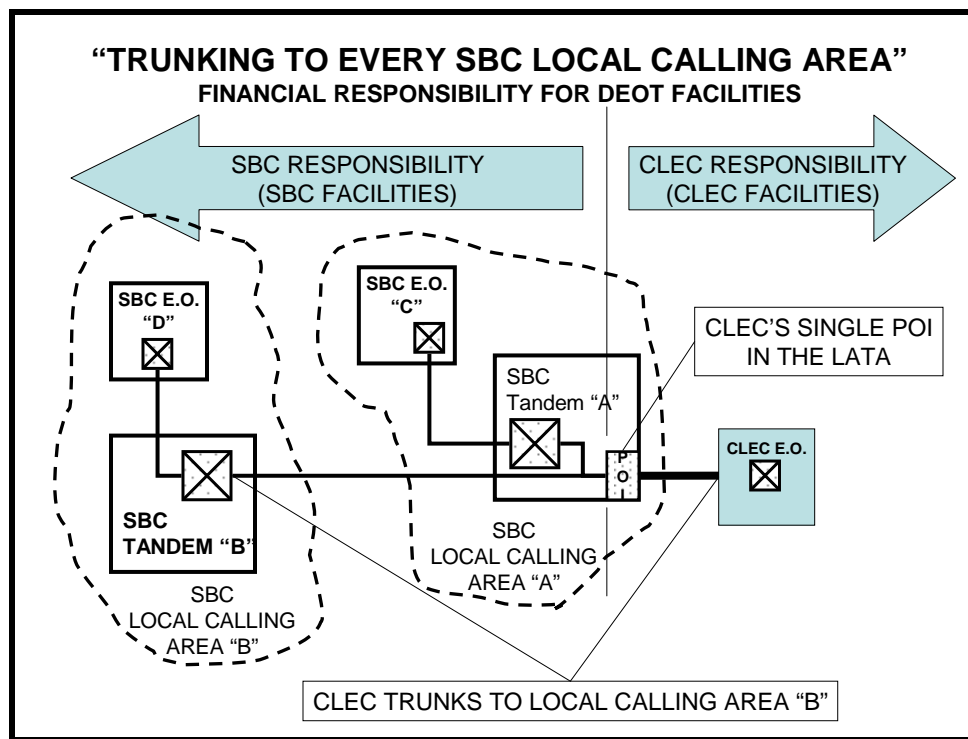 “TRUNKING TO EVERY SBC LOCAL CALLING AREA”
FINANCIAL RESPONSIBILITY FOR DEOT FACILITIES
SBC RESPONSIBILITY
(SBC FACILITIES)
CLEC RESPONSIBILITY
(CLEC FACILITIES)
SBC E.O.
“D”
SBC E.O.
“C”
CLEC’S SINGLE POI
IN THE LATA
SBC
Tandem “A”
P
O
I
CLEC E.O.
SBC
TANDEM “B”
SBC
LOCAL CALLING
AREA “A”
SBC
LOCAL CALLING
AREA “B”
CLEC TRUNKS TO LOCAL CALLING AREA “B”